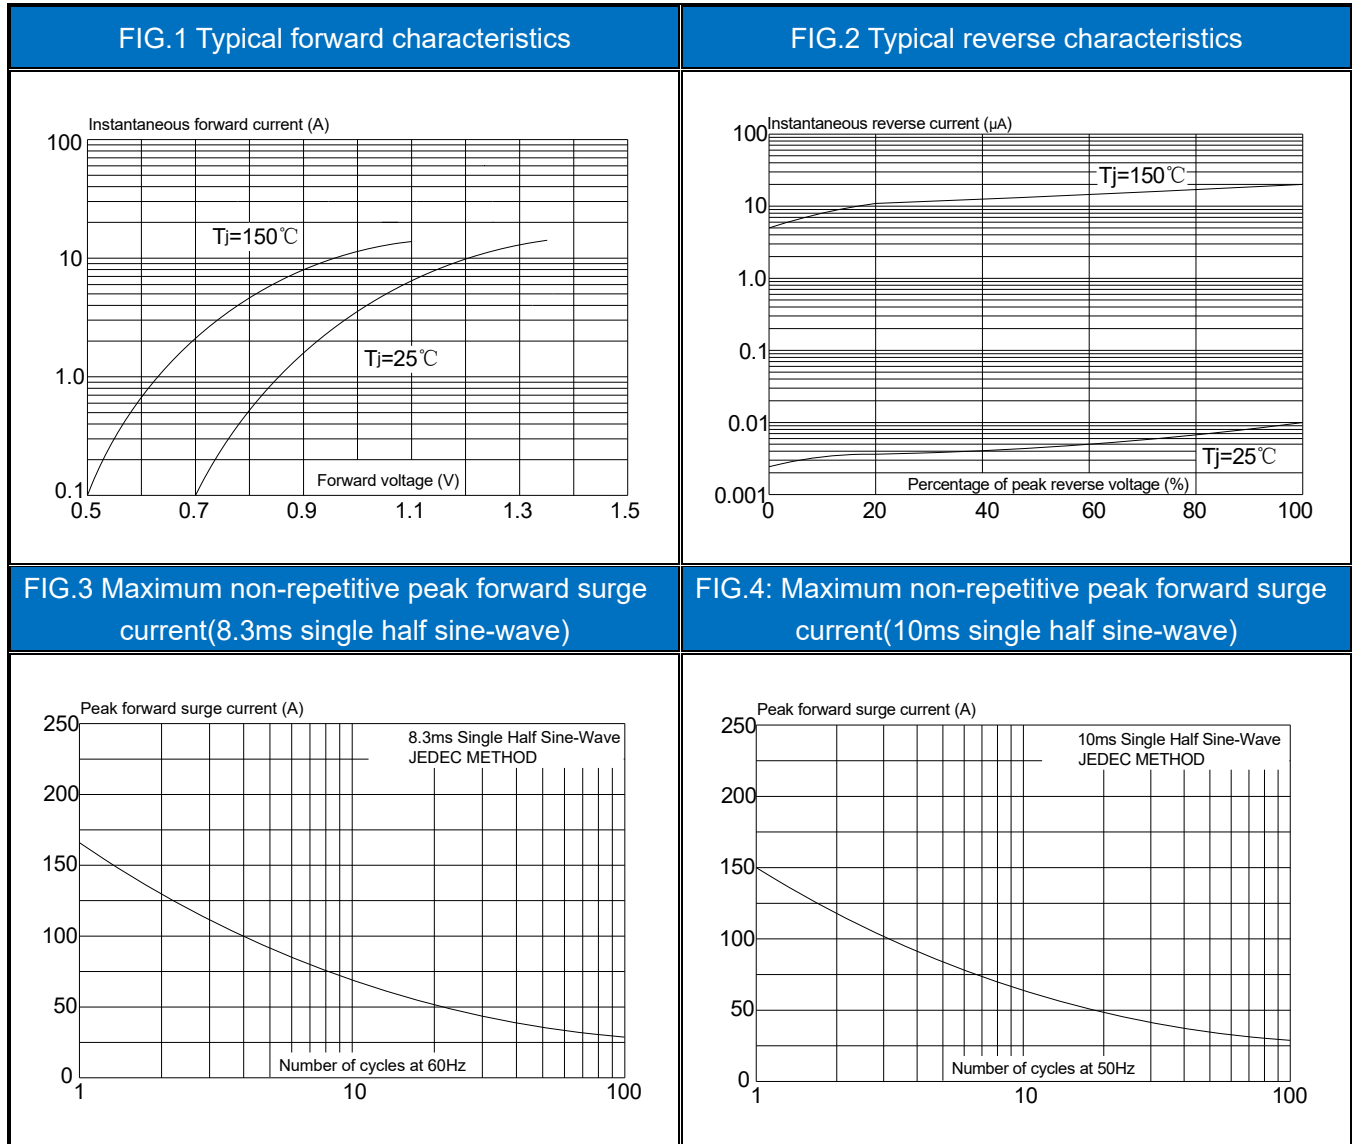 FIG.1 Typical forward characteristics
FIG.2 Typical reverse characteristics
Instantaneous forward current (A)
100
10
1.0
0.1
Tj=150℃
Tj=25℃
Forward voltage (V)
0.5 0.7 0.9 1.1 1.3 1.5
Instantaneous reverse current (μA)
100
10
1.0
0.1
0.01
0.001
Tj=150℃
Tj=25℃
Percentage of peak reverse voltage (%)
0 20 40 60 80 100
FIG.3 Maximum non-repetitive peak forward surge
current(8.3ms single half sine-wave)
FIG.4: Maximum non-repetitive peak forward surge
current(10ms single half sine-wave)
Peak forward surge current (A)
250
200
150
100
50
0
8.3ms Single Half Sine-Wave
JEDEC METHOD
Number of cycles at 60Hz
1 10 100
Peak forward surge current (A)
250
200
150
100
50
0
10ms Single Half Sine-Wave
JEDEC METHOD
Number of cycles at 50Hz
1 10 100